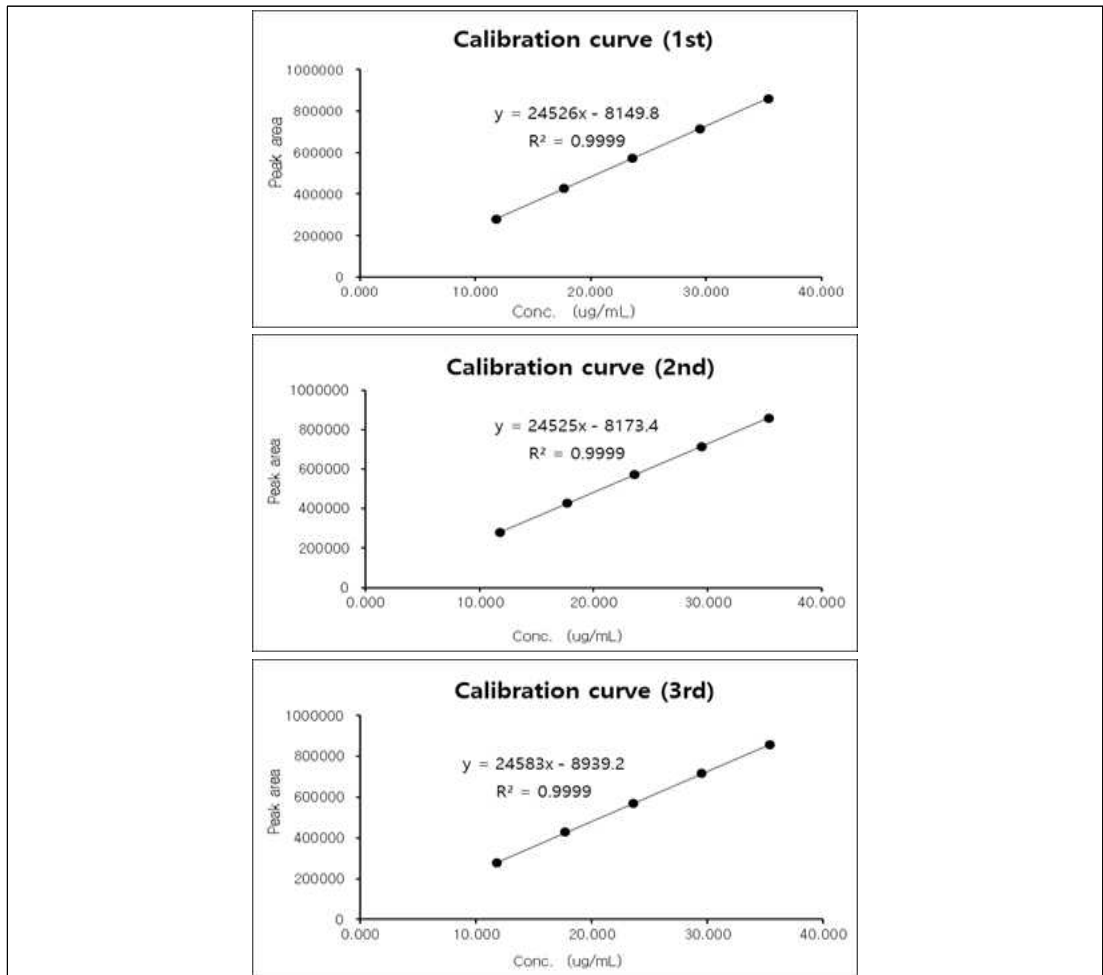 Calibration curve (1st)
1000000
800000
600000
400000
200000
0
Peak area
y = 24526x - 8149.8
R² = 0.9999
0.000 10.000 20.000 30.000 40.000
Conc. (ug/mL)
Calibration curve (2nd)
1000000
800000
600000
400000
200000
0
Peak area
y = 24525x - 8173.4
R² = 0.9999
0.000 10.000 20.000 30.000 40.000
Conc. (ug/mL)
Calibration curve (3rd)
1000000
800000
600000
400000
200000
0
Peak area
y = 24583x - 8939.2
R² = 0.9999
0.000 10.000 20.000 30.000 40.000
Conc. (ug/mL)